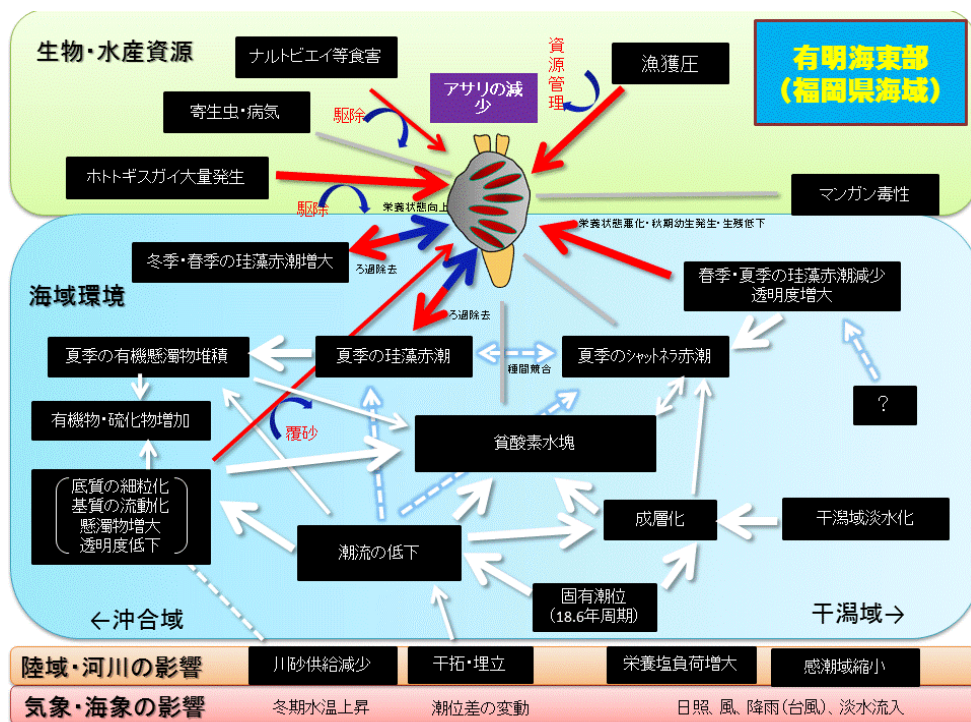 生物・水産資源
ナルトビエイ等食害
資源管理
漁獲圧
有明海東部
(福岡県海域)
アサリの減
少
寄生虫・病気
駆除
ホトトギスガイ大量発生
マンガン毒性
駆除
栄養状態向上
栄養状態悪化・秋期幼生発生・生残低下
冬季・春季の珪藻赤潮増大
ろ過除去
春季・夏季の珪藻赤潮減少
透明度増大
海域環境
ろ過除去
夏季の有機懸濁物堆積
夏季の珪藻赤潮
種間競合
夏季のシャットネラ赤潮
有機物・硫化物増加
?
覆砂
貧酸素水塊
底質の細粒化
基質の流動化
懸濁物増大
透明度低下
成層化
干潟域淡水化
潮流の低下
固有潮位
(18.6年周期)
←沖合域
干潟域→
陸域・河川の影響
川砂供給減少
干拓・埋立
栄養塩負荷増大
感潮域縮小
気象・海象の影響
冬期水温上昇
潮位差の変動
日照、風、降雨(台風)、淡水流入